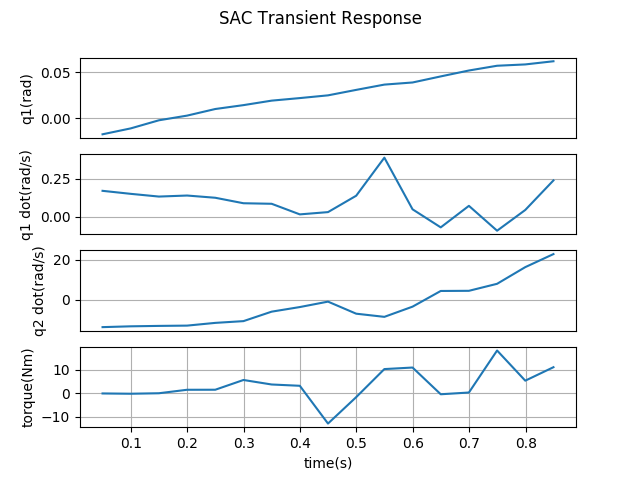 SAC Transient Response
q1(rad)
0.05
0.00
q1 dot(rad/s)
0.25
0.00
q2 dot(rad/s)
20
0
torque(Nm)
10
0
−10
0.1 0.2 0.3 0.4 0.5 0.6 0.7 0.8
time(s)